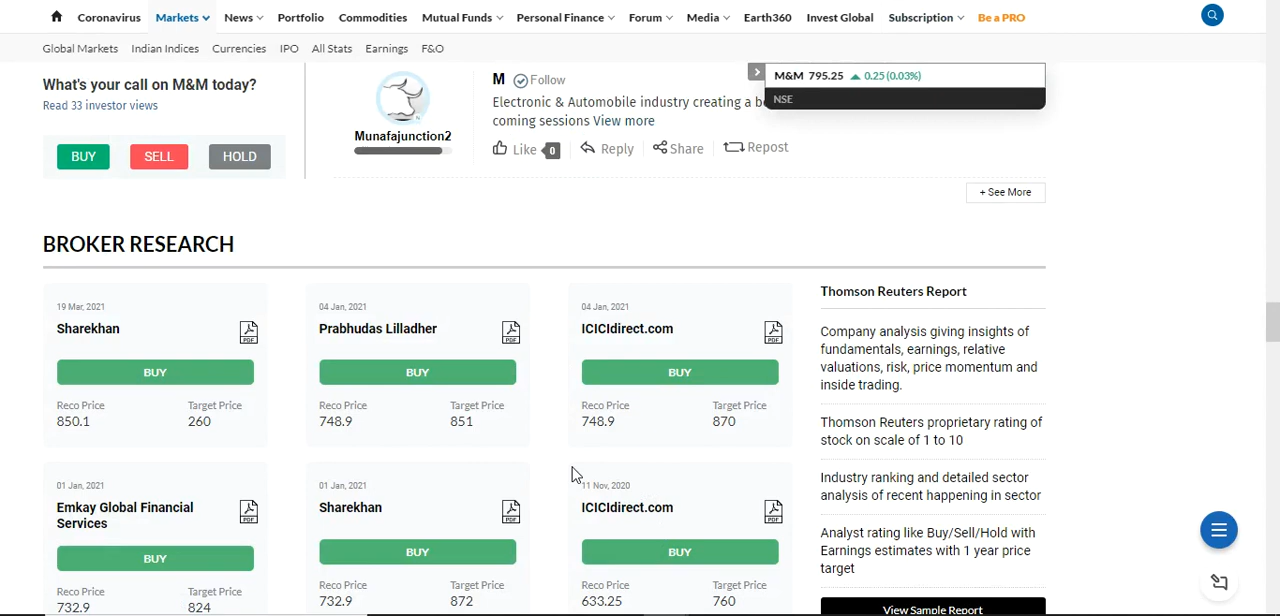 Coronavirus Markets News Portfolio Commodities Mutual Funds Personal Finance Forum Media Earth360 Invest Global Subscription Be a PRO
Global Markets Indian Indices Currencies IPO All Stats Earnings F&O
What's your call on M&M today?
Read 33 investor views
BUY SELL HOLD
Munafajunction2
M Follow
Electronic & Automobile industry creating a
coming sessions View more
Like 0 Reply Share Repost
M&M 795.25 0.25 (0.03%)
NSE
+ See More
BROKER RESEARCH
19 Mar, 2021
Sharekhan
PDF
BUY
Reco Price Target Price
850.1 260
04 Jan, 2021
Prabhudas Lilladher
PDF
BUY
Reco Price Target Price
748.9 851
04 Jan, 2021
ICICIdirect.com
PDF
BUY
Reco Price Target Price
748.9 870
01 Jan, 2021
Emkay Global Financial
Services
PDF
BUY
Reco Price Target Price
732.9 824
01 Jan, 2021
Sharekhan
PDF
BUY
Reco Price Target Price
732.9 872
11 Nov, 2020
ICICIdirect.com
PDF
BUY
Reco Price Target Price
633.25 760
Thomson Reuters Report
Company analysis giving insights of
fundamentals, earnings, relative
valuations, risk, price momentum and
inside trading.
Thomson Reuters proprietary rating of
stock on scale of 1 to 10
Industry ranking and detailed sector
analysis of recent happening in sector
Analyst rating like Buy/Sell/Hold with
Earnings estimates with 1 year price
target
View Sample Report